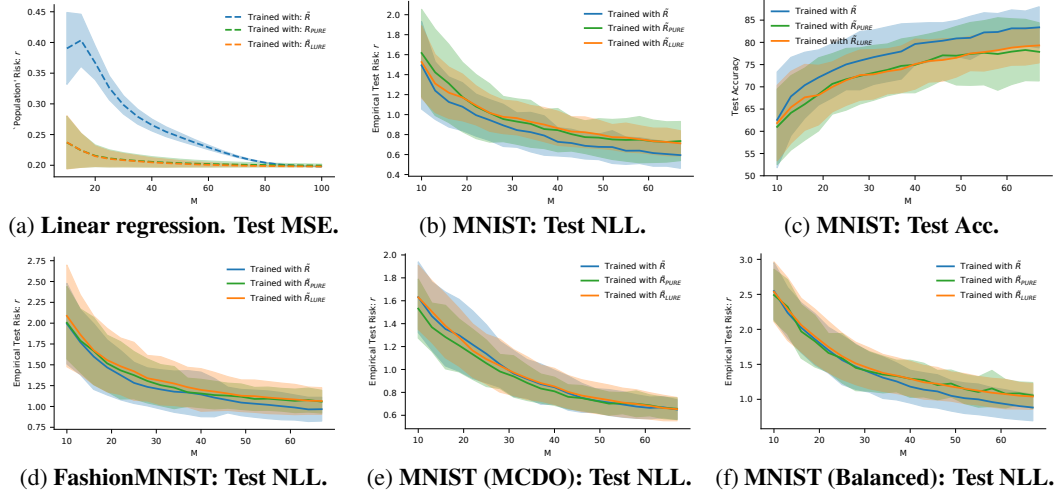 0.45
0.40
0.35
0.30
0.25
0.20
'Population' Risk: r
20 40 60 80 100
M
Trained with: R̃
Trained with: R̃PURE
Trained with: R̃LURE
(a) Linear regression. Test MSE.
2.0
1.8
1.6
1.4
1.2
1.0
0.8
0.6
0.4
Empirical Test Risk: r
10 20 30 40 50 60
M
Trained with R̃
Trained with R̃PURE
Trained with R̃LURE
(b) MNIST: Test NLL.
85
80
75
70
65
60
55
Test Accuracy
10 20 30 40 50 60
M
Trained with R̃
Trained with R̃PURE
Trained with R̃LURE
(c) MNIST: Test Acc.
2.75
2.50
2.25
2.00
1.75
1.50
1.25
1.00
0.75
Empirical Test Risk: r
10 20 30 40 50 60
M
Trained with R̃
Trained with R̃PURE
Trained with R̃LURE
(d) FashionMNIST: Test NLL.
2.0
1.8
1.6
1.4
1.2
1.0
0.8
0.6
Empirical Test Risk: r
10 20 30 40 50 60
M
Trained with R̃
Trained with R̃PURE
Trained with R̃LURE
(e) MNIST (MCDO): Test NLL.
3.0
2.5
2.0
1.5
1.0
Empirical Test Risk: r
10 20 30 40 50 60
M
Trained with R̃
Trained with R̃PURE
Trained with R̃LURE
(f) MNIST (Balanced): Test NLL.